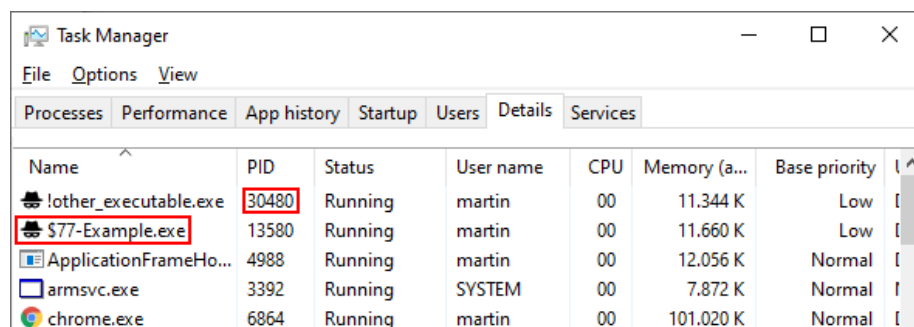 Task Manager
File Options View
Processes Performance App history Startup Users Details Services
Name PID Status User name CPU Memory (a... Base priority
!other_executable.exe 30480 Running martin 00 11.344 K Low
$77-Example.exe 13580 Running martin 00 11.660 K Low
ApplicationFrameHo... 4988 Running martin 00 12.056 K Normal
armsvc.exe 3392 Running SYSTEM 00 7.872 K Normal
chrome.exe 6864 Running martin 00 101.020 K Normal